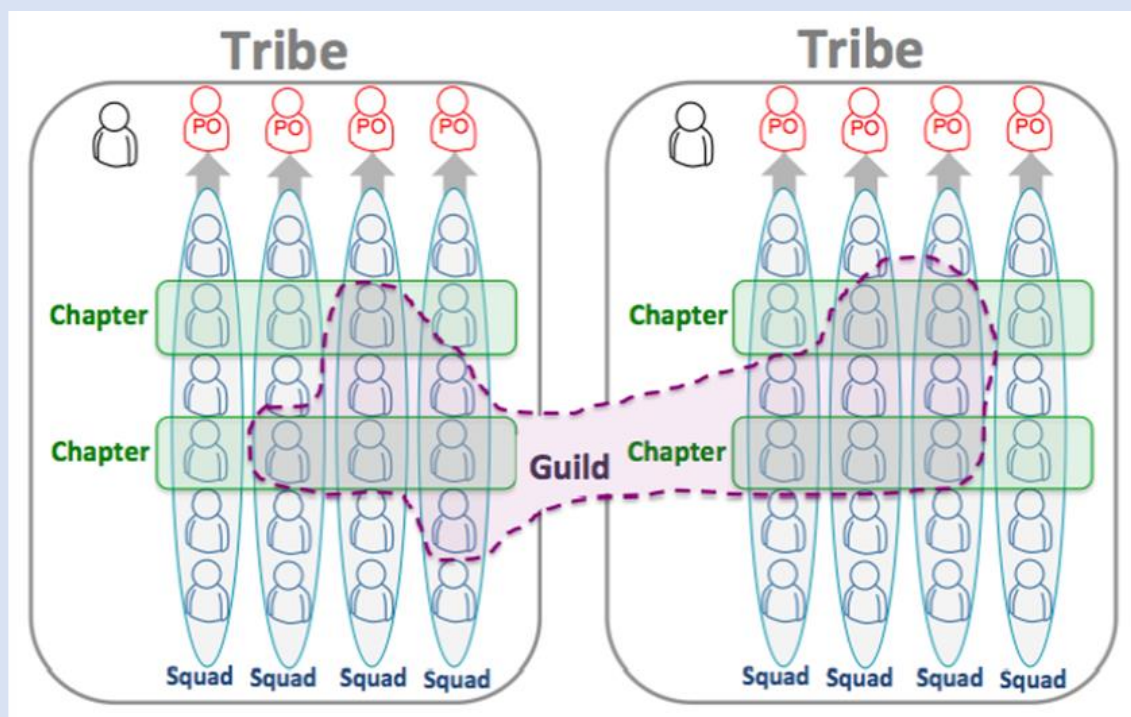 Tribe Tribe
PO PO PO PO PO PO PO PO
Chapter Chapter
Chapter Guild Chapter
Squad Squad Squad Squad Squad Squad Squad Squad